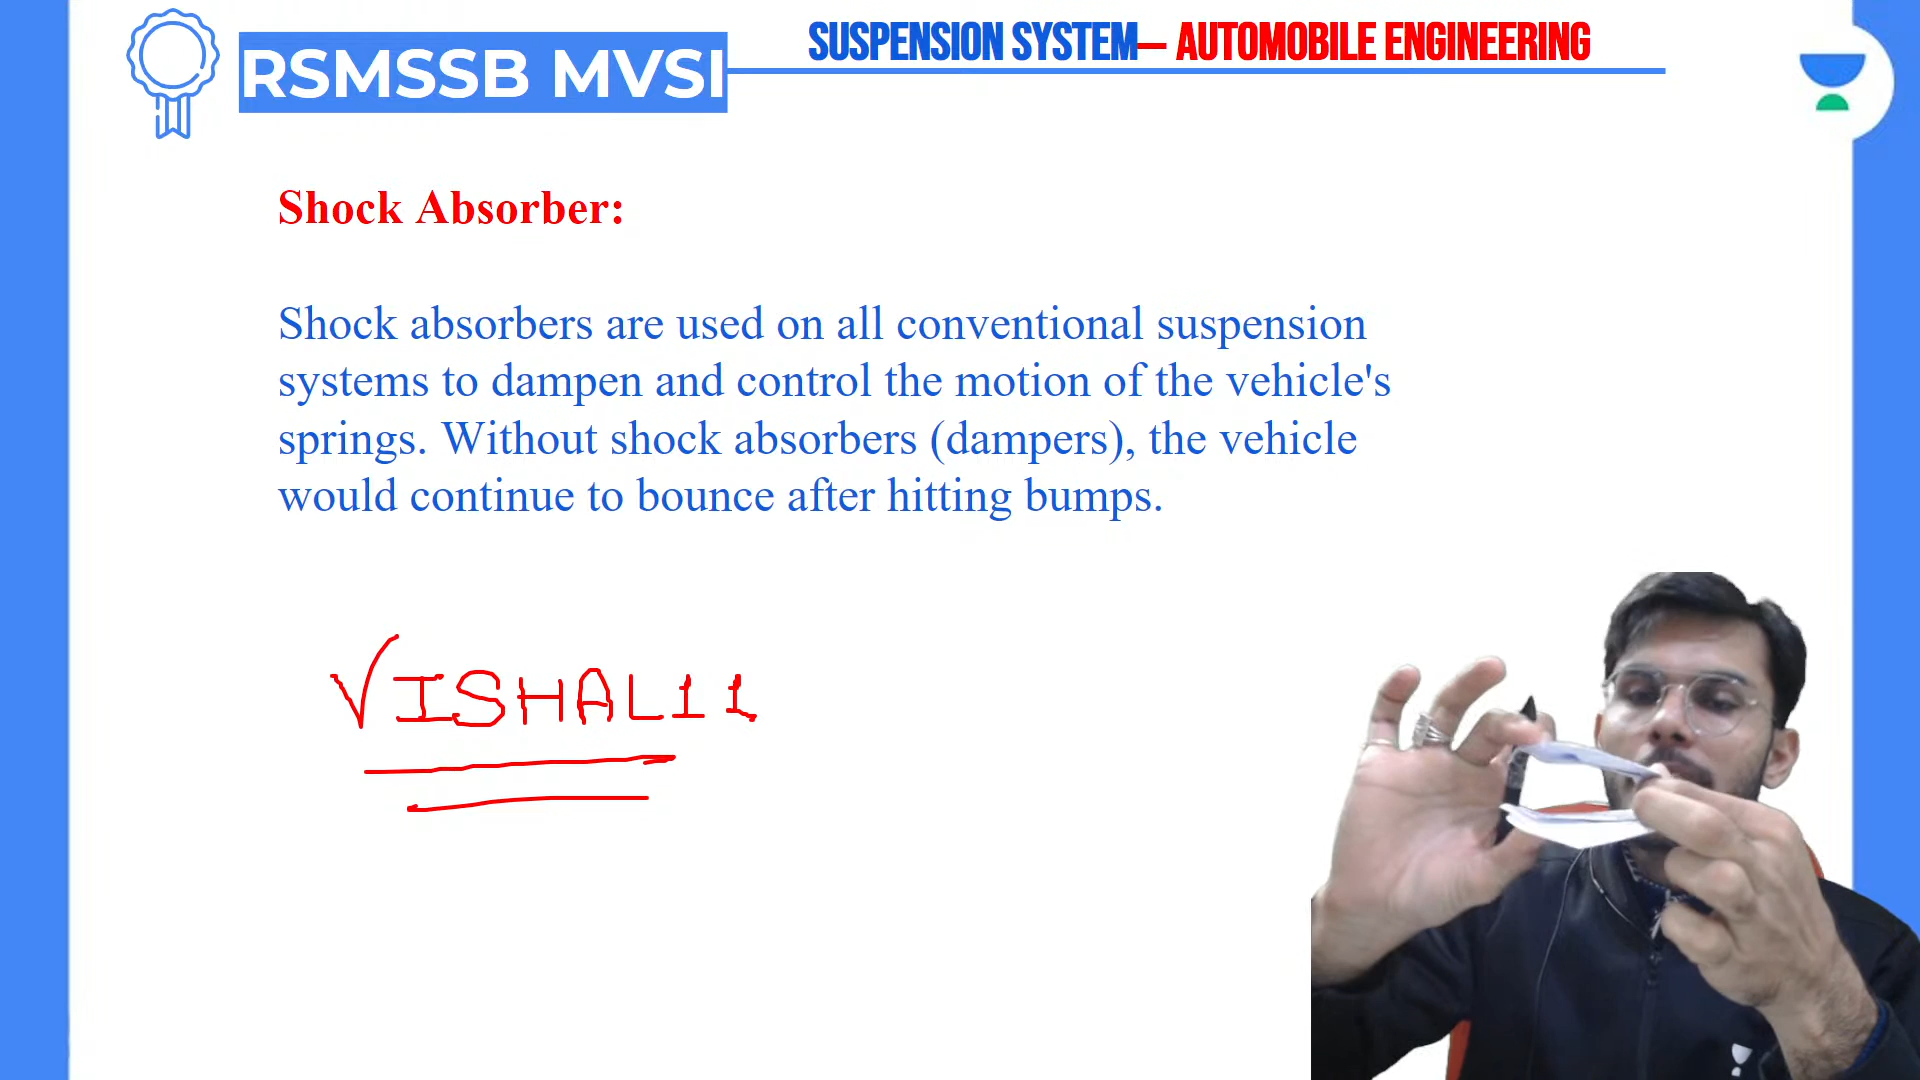 SUSPENSION SYSTEM— AUTOMOBILE ENGINEERING
RSMSSB MVSI
Shock Absorber:
Shock absorbers are used on all conventional suspension
systems to dampen and control the motion of the vehicle's
springs. Without shock absorbers (dampers), the vehicle
would continue to bounce after hitting bumps.
VISHAL11